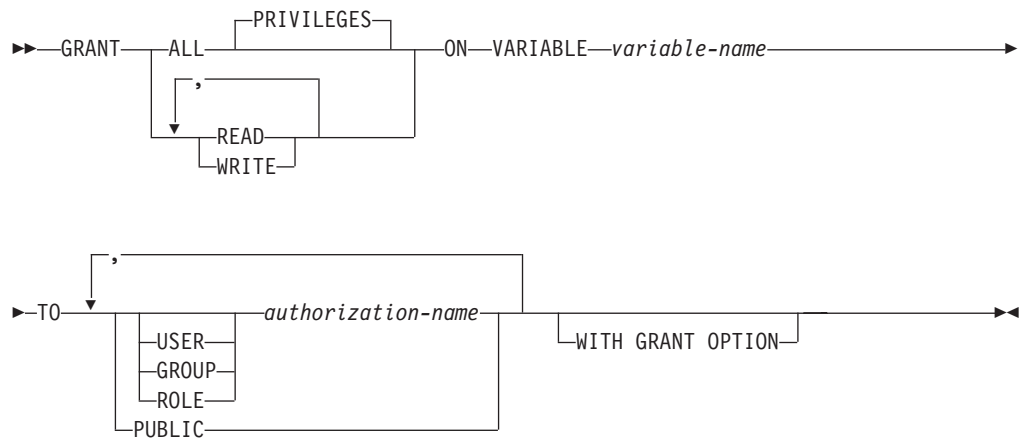 PRIVILEGES
GRANT ALL ON VARIABLE variable-name
,
READ
WRITE
,
TO authorization-name
USER WITH GRANT OPTION
GROUP
ROLE
PUBLIC